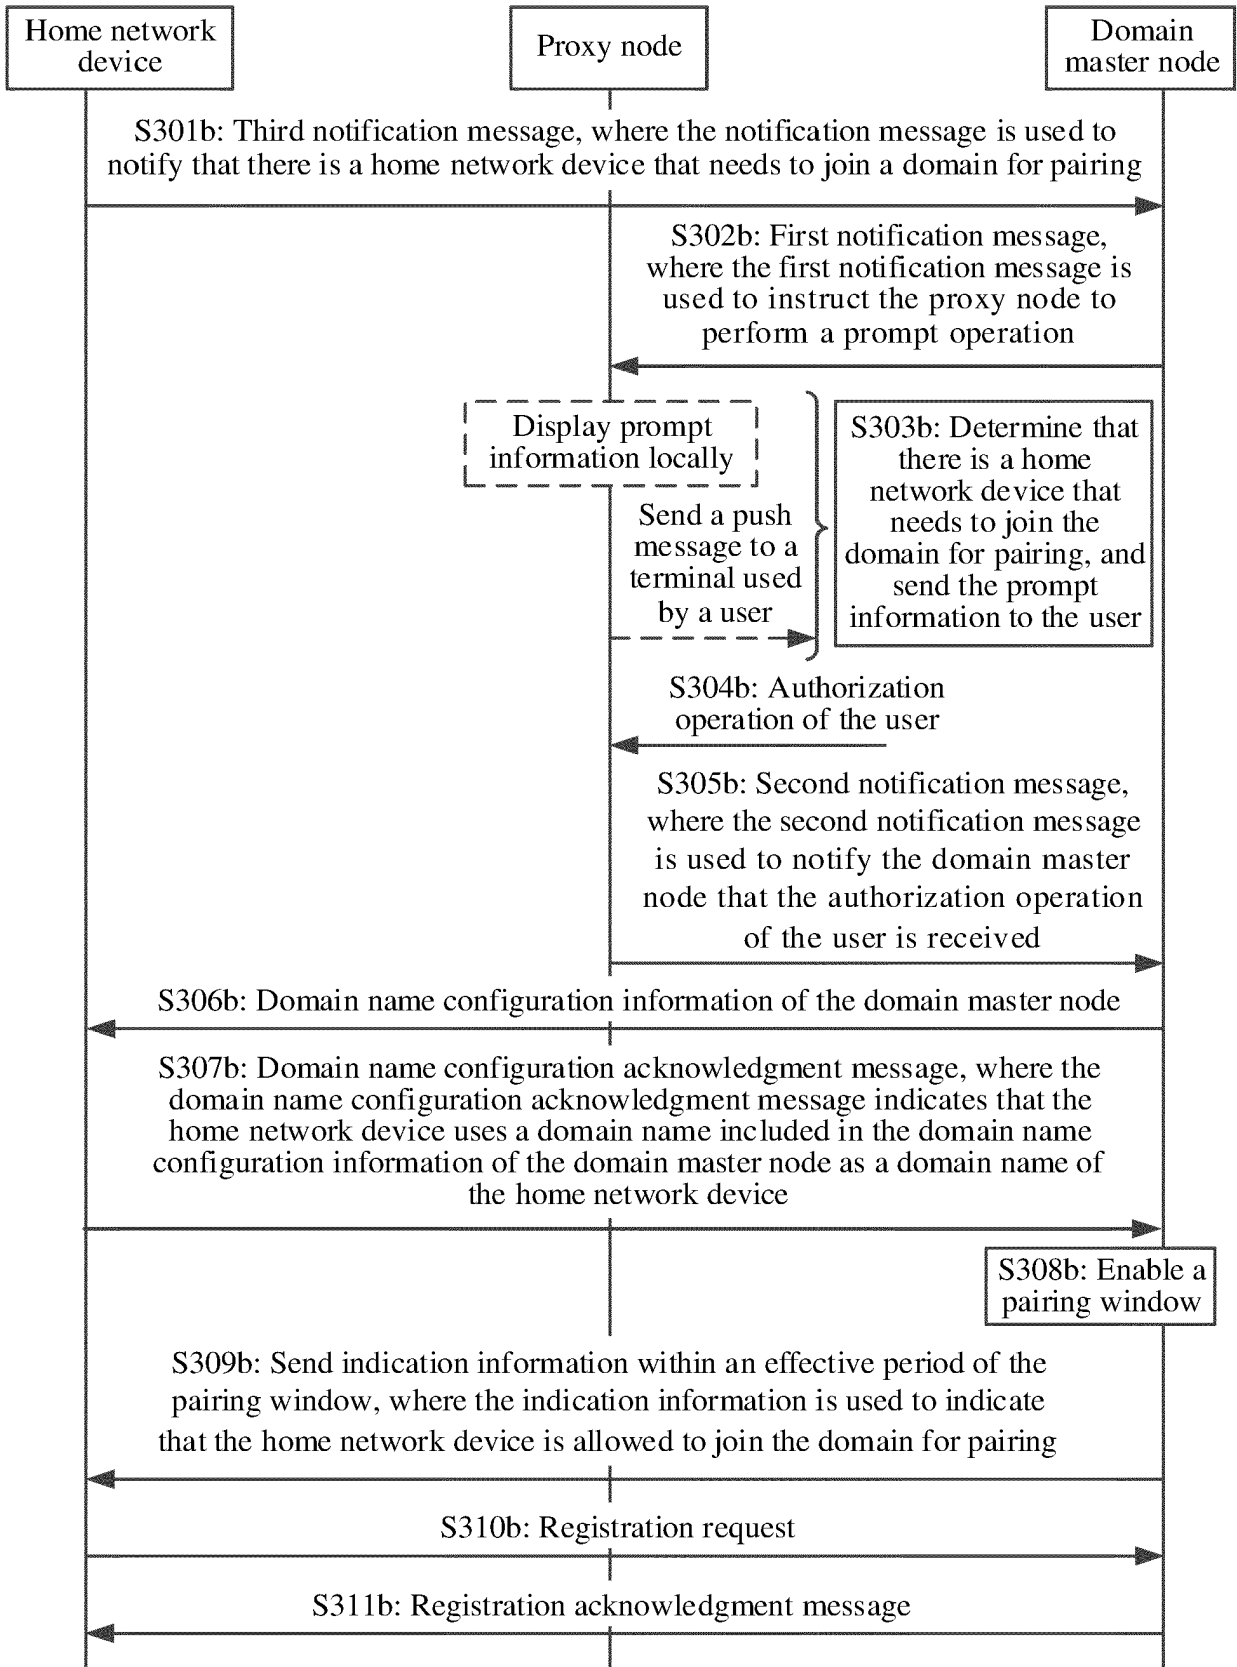 Home network
device
Proxy node
Domain
master node
S301b: Third notification message, where the notification message is used to
notify that there is a home network device that needs to join a domain for pairing
S302b: First notification message,
where the first notification message is
used to instruct the proxy node to
perform a prompt operation
Display prompt
information locally
Send a push
message to a
terminal used
by a user
S303b: Determine that
there is a home
network device that
needs to join the
domain for pairing, and
send the prompt
information to the user
S304b: Authorization
operation of the user
S305b: Second notification message,
where the second notification message
is used to notify the domain master
node that the authorization operation
of the user is received
S306b: Domain name configuration information of the domain master node
S307b: Domain name configuration acknowledgment message, where the
domain name configuration acknowledgment message indicates that the
home network device uses a domain name included in the domain name
configuration information of the domain master node as a domain name of
the home network device
S308b: Enable a
pairing window
S309b: Send indication information within an effective period of the
pairing window, where the indication information is used to indicate
that the home network device is allowed to join the domain for pairing
S310b: Registration request
S311b: Registration acknowledgment message